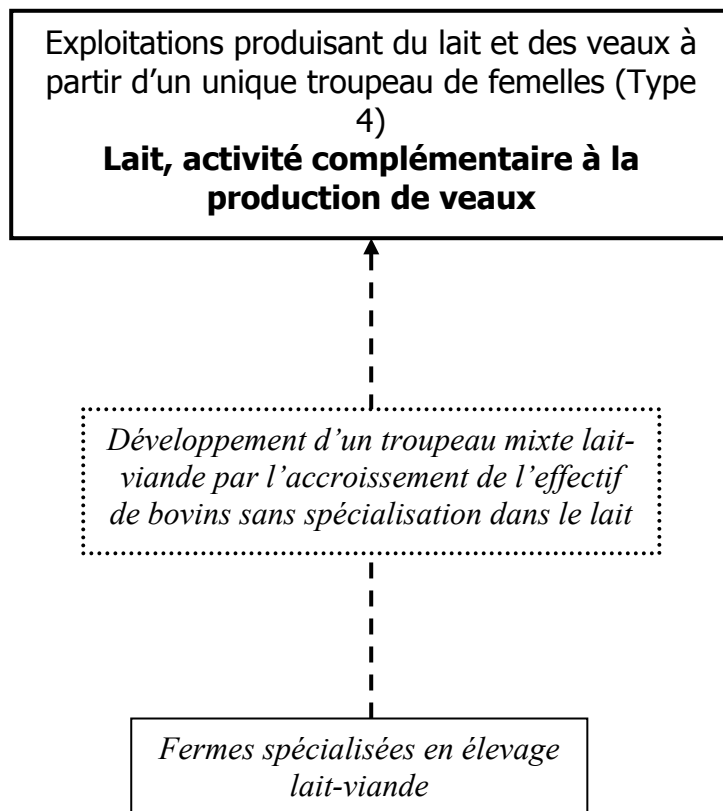 Exploitations produisant du lait et des veaux à
partir d’un unique troupeau de femelles (Type
4)
Lait, activité complémentaire à la
production de veaux
Développement d’un troupeau mixte lait-
viande par l’accroissement de l’effectif
de bovins sans spécialisation dans le lait
Fermes spécialisées en élevage
lait-viande